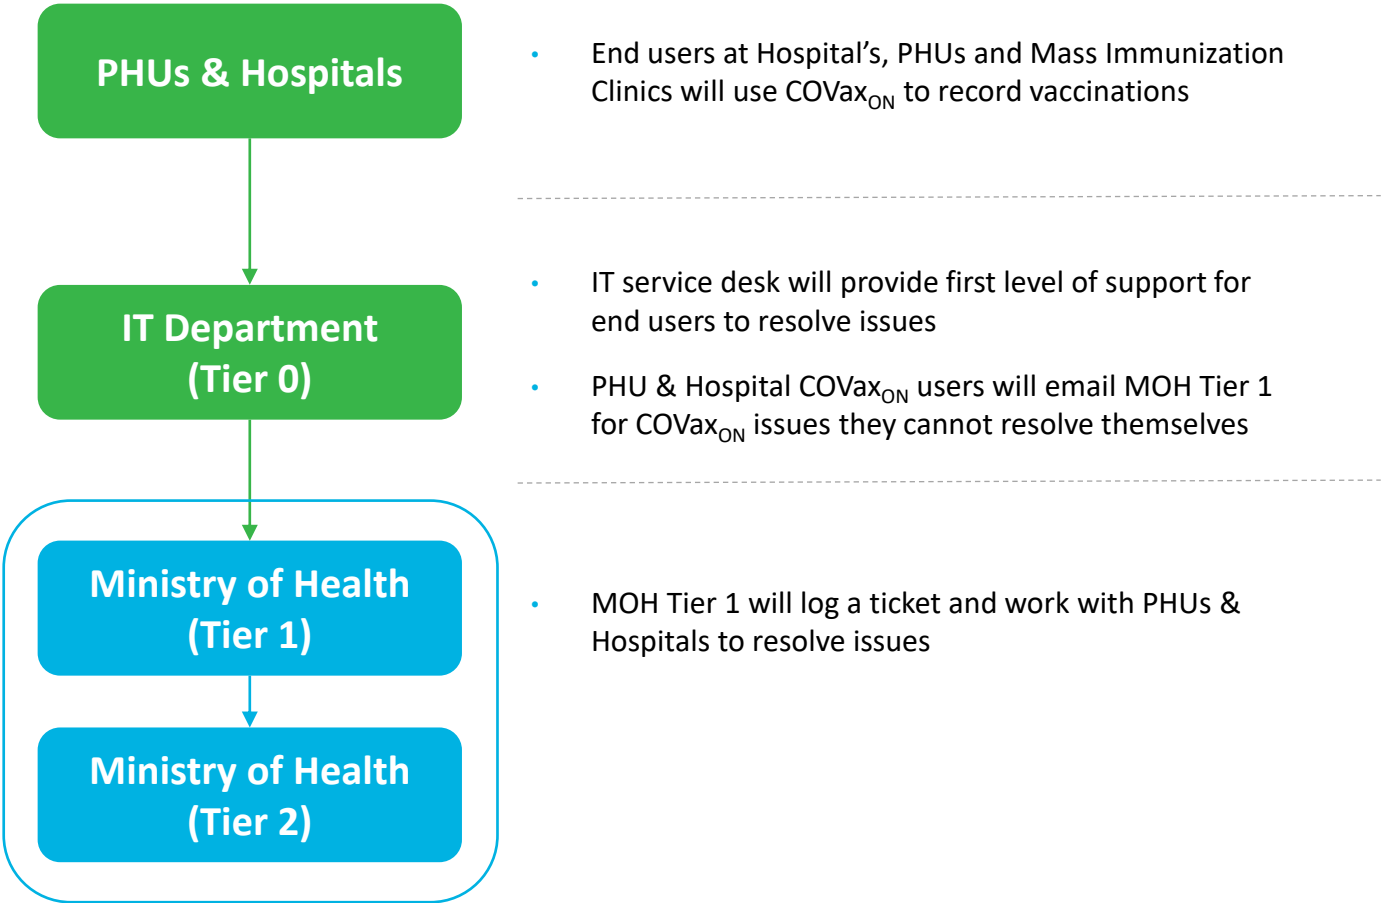 PHUs & Hospitals
• End users at Hospital's, PHUs and Mass Immunization
Clinics will use COVaxON to record vaccinations
IT Department
(Tier 0)
• IT service desk will provide first level of support for
end users to resolve issues
• PHU & Hospital COVaxON users will email MOH Tier 1
for COVaxON issues they cannot resolve themselves
Ministry of Health
(Tier 1)
• MOH Tier 1 will log a ticket and work with PHUs &
Hospitals to resolve issues
Ministry of Health
(Tier 2)